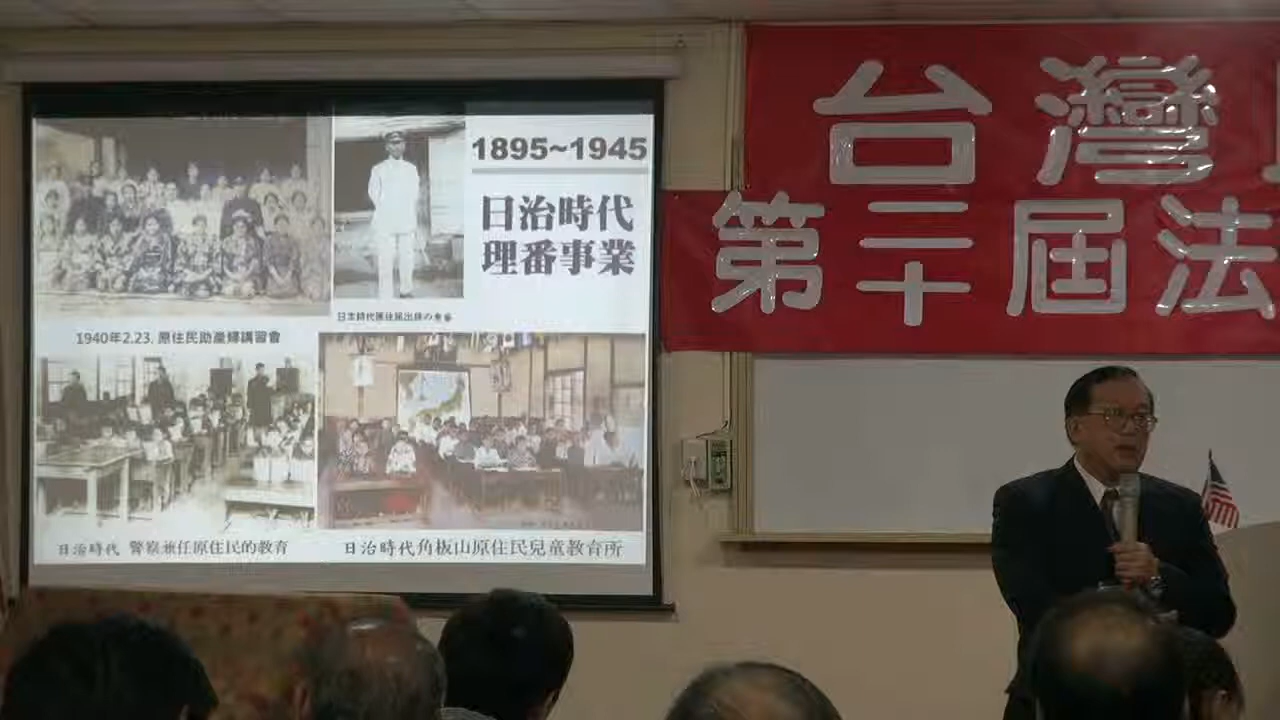 1895~1945
日治時代
理番事業
1940年2.23. 原住民助產婦講習會
日治時代 警察兼任原住民的教育
日治時代角板山原住民兒童教育所
台灣
第二十屆法